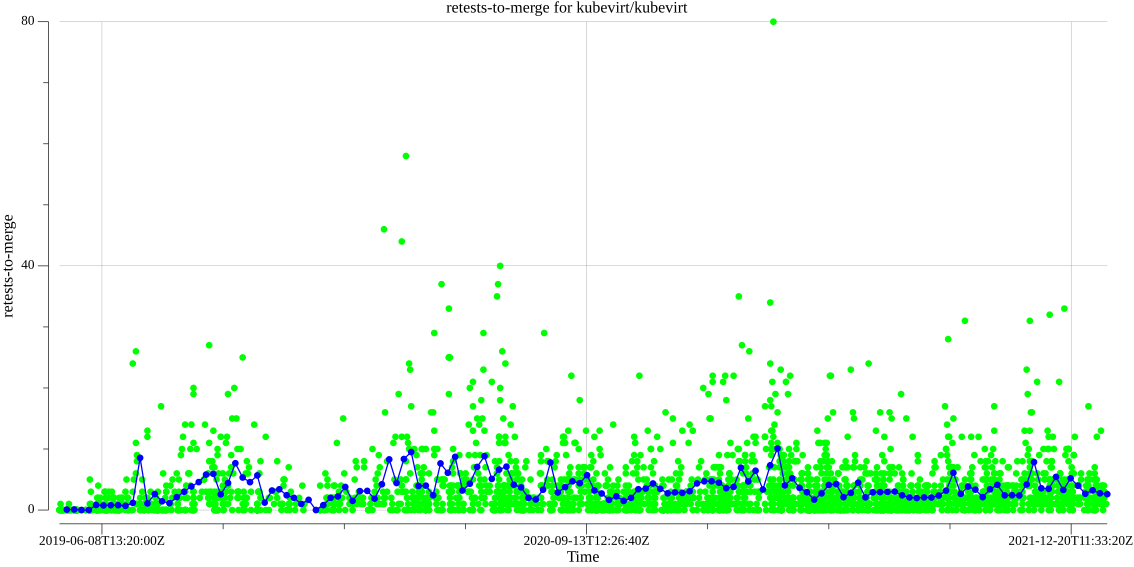 retests-to-merge for kubevirt/kubevirt
80
40
0
retests-to-merge
2019-06-08T13:20:00Z
2020-09-13T12:26:40Z
2021-12-20T11:33:20Z
Time